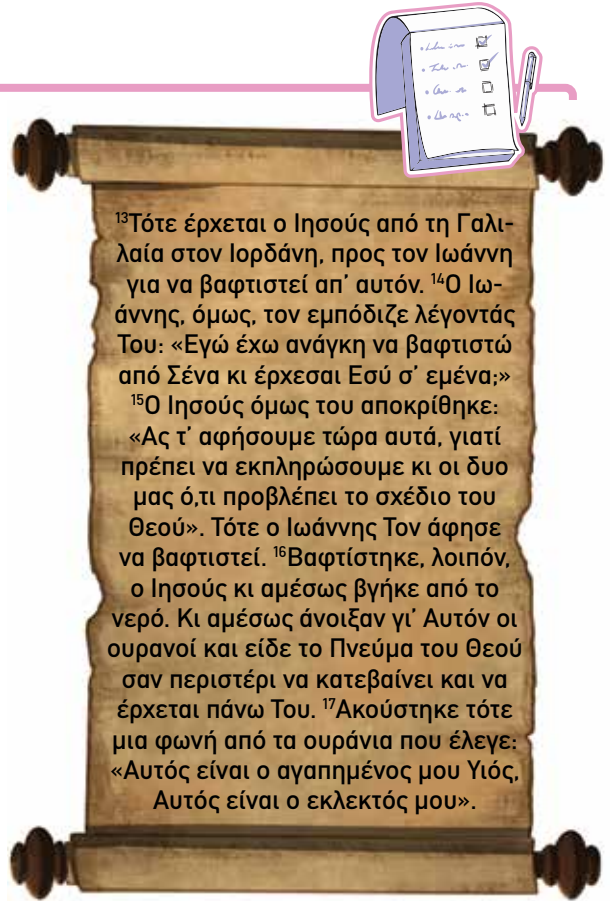 ¹³Τότε έρχεται ο Ιησούς από τη Γαλι-
λαία στον Ιορδάνη, προς τον Ιωάννη
για να βαφτιστεί απ’ αυτόν. ¹⁴Ο Ιω-
άννης, όμως, τον εμπόδιζε λέγοντάς
Του: «Εγώ έχω ανάγκη να βαφτιστώ
από Σένα κι έρχεσαι Εσύ σ’ εμένα;»
¹⁵Ο Ιησούς όμως του αποκρίθηκε:
«Ας τ’ αφήσουμε τώρα αυτά, γιατί
πρέπει να εκπληρώσουμε κι οι δυο
μας ό,τι προβλέπει το σχέδιο του
Θεού». Τότε ο Ιωάννης Τον άφησε
να βαφτιστεί. ¹⁶Βαφτίστηκε, λοιπόν,
ο Ιησούς κι αμέσως βγήκε από το
νερό. Κι αμέσως άνοιξαν γι’ Αυτόν οι
ουρανοί και είδε το Πνεύμα του Θεού
σαν περιστέρι να κατεβαίνει και να
έρχεται πάνω Του. ¹⁷Ακούστηκε τότε
μια φωνή από τα ουράνια που έλεγε:
«Αυτός είναι ο αγαπημένος μου Υιός,
Αυτός είναι ο εκλεκτός μου».